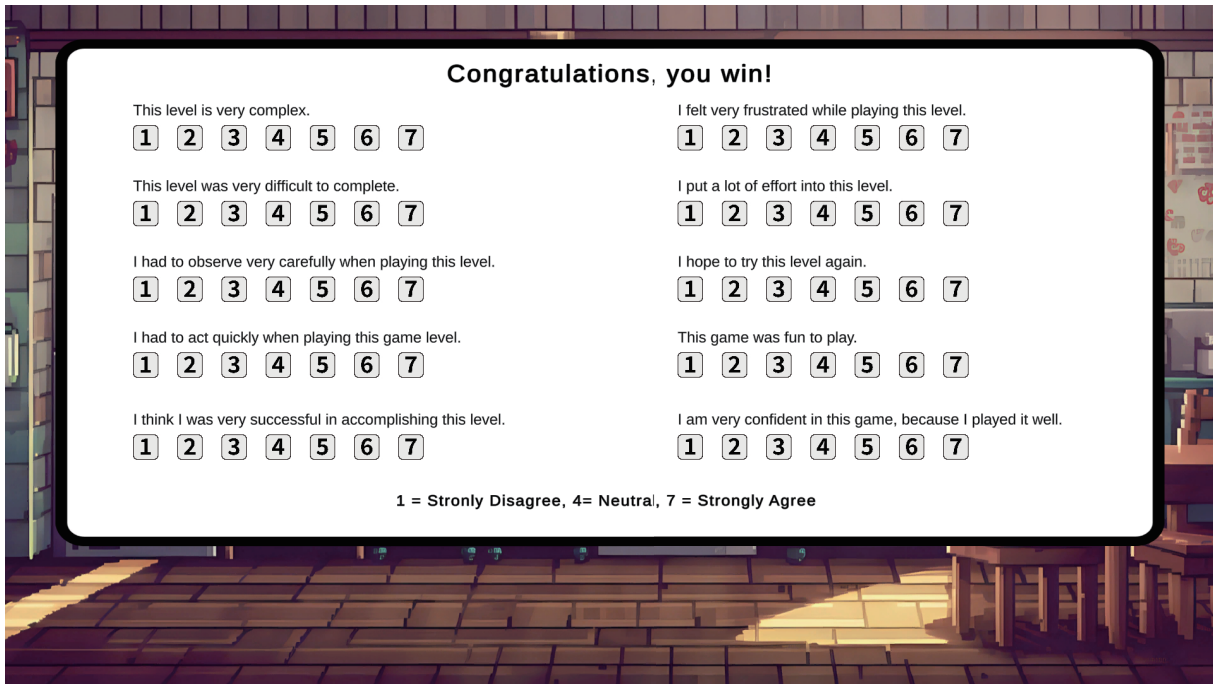 Congratulations, you win!
This level is very complex.
1 2 3 4 5 6 7
This level was very difficult to complete.
1 2 3 4 5 6 7
I had to observe very carefully when playing this level.
1 2 3 4 5 6 7
I had to act quickly when playing this game level.
1 2 3 4 5 6 7
I think I was very successful in accomplishing this level.
1 2 3 4 5 6 7
I felt very frustrated while playing this level.
1 2 3 4 5 6 7
I put a lot of effort into this level.
1 2 3 4 5 6 7
I hope to try this level again.
1 2 3 4 5 6 7
This game was fun to play.
1 2 3 4 5 6 7
I am very confident in this game, because I played it well.
1 2 3 4 5 6 7
1 = Stronly Disagree, 4= Neutral, 7 = Strongly Agree